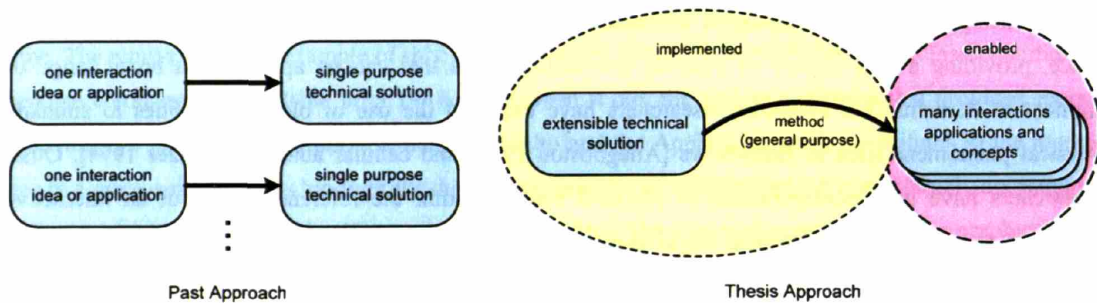 one interaction
idea or application
single purpose
technical solution
one interaction
idea or application
single purpose
technical solution
Past Approach
implemented
enabled
extensible technical
solution
method
(general purpose)
many interactions
applications and
concepts
Thesis Approach